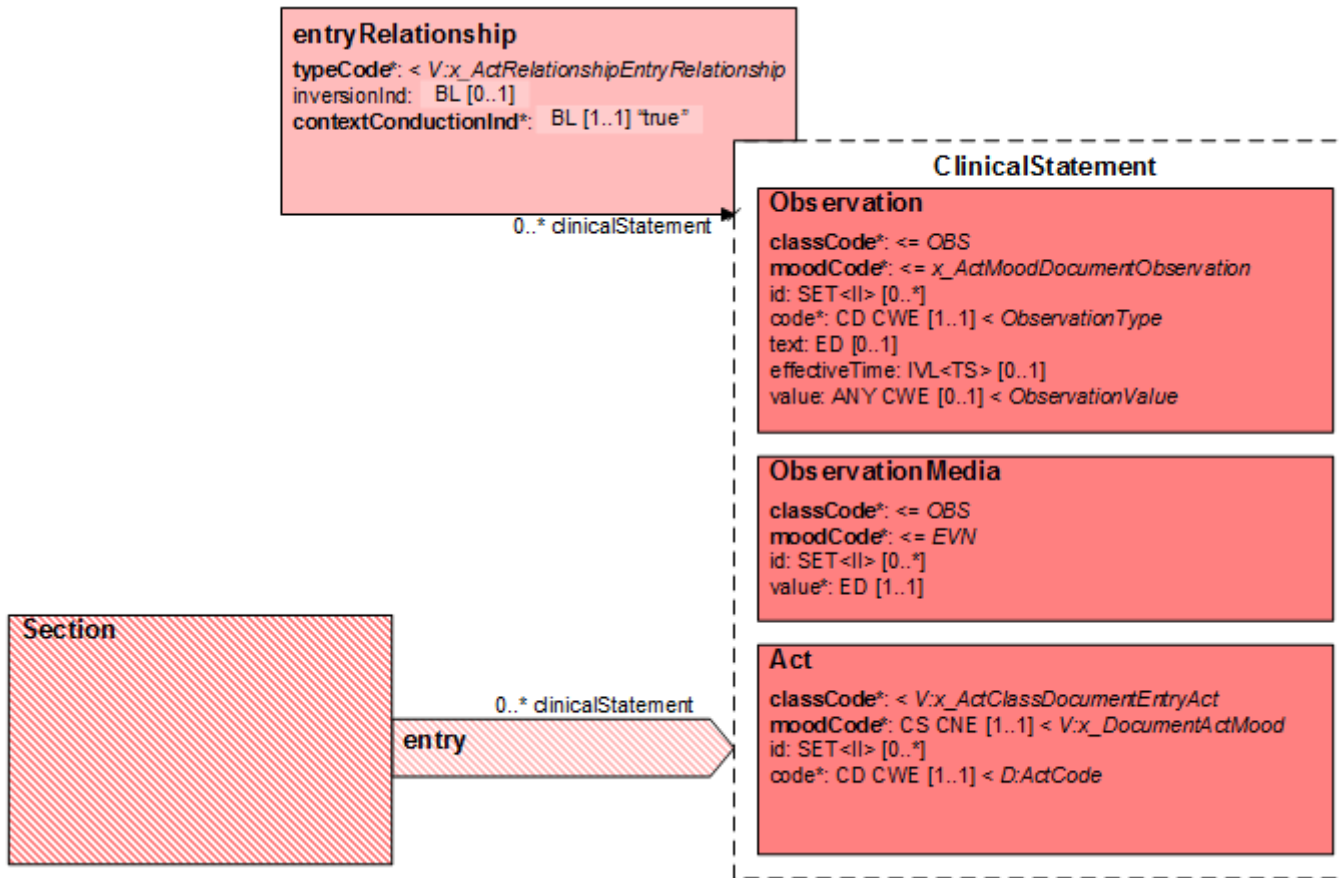 entryRelationship
typeCode*: < V:x_ActRelationshipEntryRelationship
inversionInd: BL [0..1]
contextConductionInd*: BL [1..1] "true"
0..* clinicalStatement
ClinicalStatement
Observation
classCode*: <= OBS
moodCode*: <= x_ActMoodDocumentObservation
id: SET<II> [0..*]
code*: CD CWE [1..1] < ObservationType
text: ED [0..1]
effectiveTime: IVL<TS> [0..1]
value: ANY CWE [0..1] < ObservationValue
ObservationMedia
classCode*: <= OBS
moodCode*: <= EVN
id: SET<II> [0..*]
value*: ED [1..1]
Section
0..* clinicalStatement
entry
Act
classCode*: < V:x_ActClassDocumentEntryAct
moodCode*: CS CNE [1..1] < V:x_DocumentActMood
id: SET<II> [0..*]
code*: CD CWE [1..1] < D:ActCode